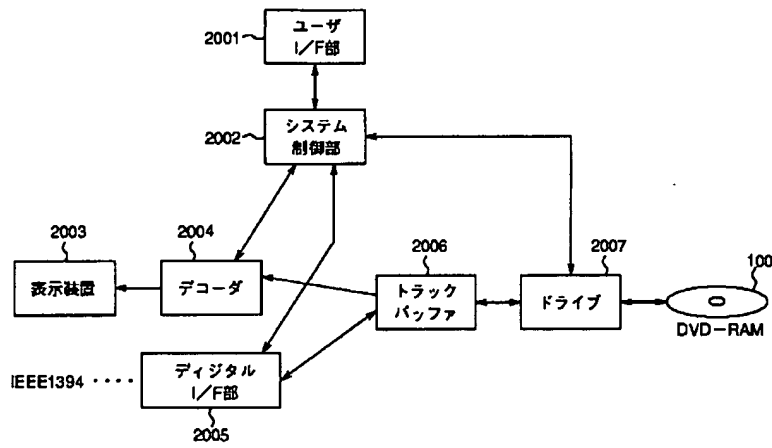 2001
ユーザ
I/F部
2002
システム
制御部
2003
表示装置
2004
デコーダ
2006
トラック
バッファ
2007
ドライブ
100
DVD-RAM
IEEE1394 ‥‥
ディジタル
I/F部
2005